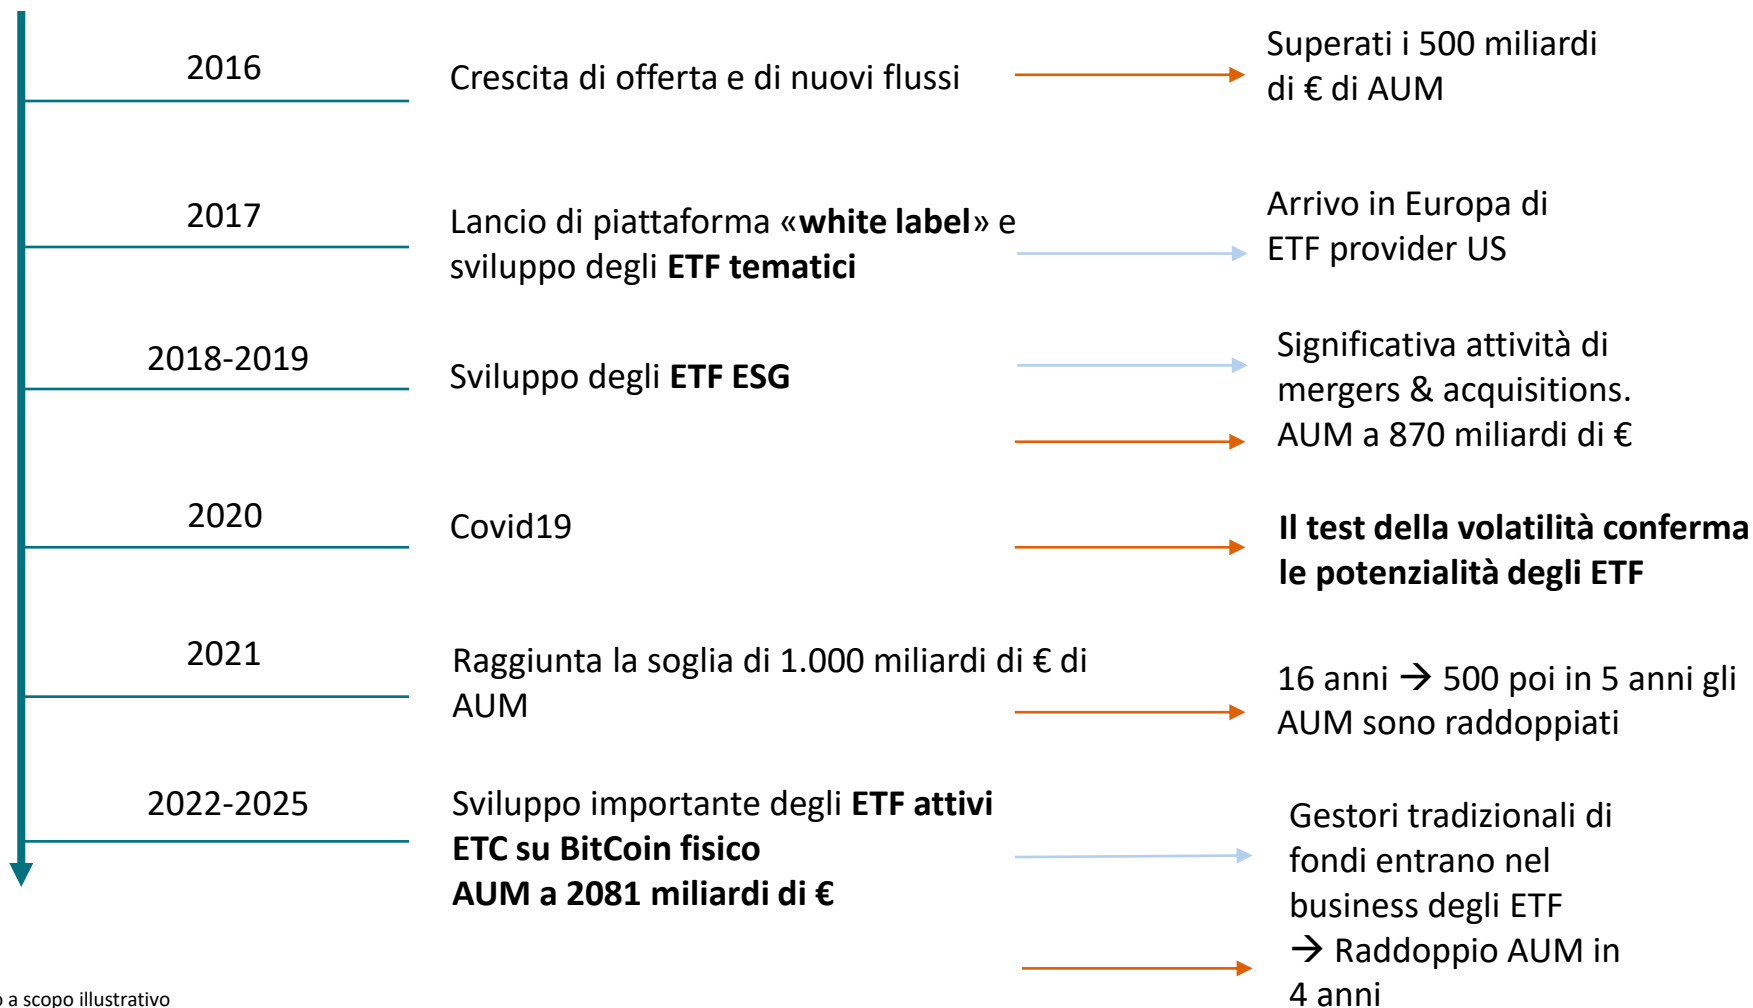 2016
Crescita di offerta e di nuovi flussi
Superati i 500 miliardi
di € di AUM
2017
Lancio di piattaforma «white label» e
sviluppo degli ETF tematici
Arrivo in Europa di
ETF provider US
2018-2019
Sviluppo degli ETF ESG
Significativa attività di
mergers & acquisitions.
AUM a 870 miliardi di €
2020
Covid19
Il test della volatilità conferma
le potenzialità degli ETF
2021
Raggiunta la soglia di 1.000 miliardi di € di
AUM
16 anni → 500 poi in 5 anni gli
AUM sono raddoppiati
2022-2025
Sviluppo importante degli ETF attivi
ETC su BitCoin fisico
AUM a 2081 miliardi di €
Gestori tradizionali di
fondi entrano nel
business degli ETF
→ Raddoppio AUM in
4 anni
o a scopo illustrativo